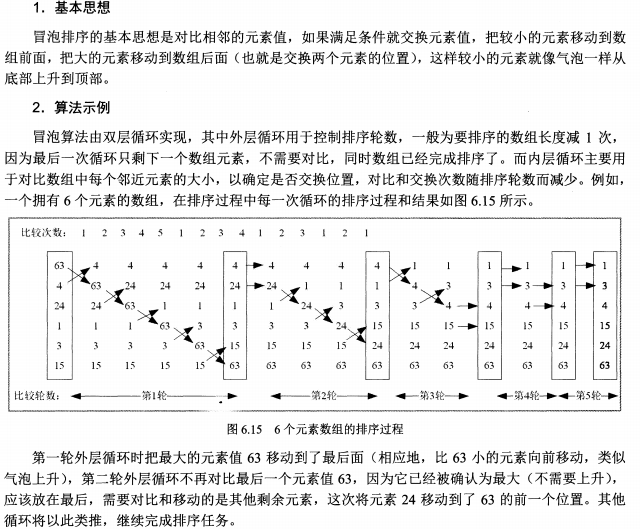 1．基本思想
冒泡排序的基本思想是对比相邻的元素值，如果满足条件就交换元素值，把较小的元素移动到数
组前面，把大的元素移动到数组后面（也就是交换两个元素的位置），这样较小的元素就像气泡一样从
底部上升到顶部。
2．算法示例
冒泡算法由双层循环实现，其中外层循环用于控制排序轮数，一般为要排序的数组长度减 1 次，
因为最后一次循环只剩下一个数组元素，不需要对比，同时数组已经完成排序了。而内层循环主要用
于对比数组中每个邻近元素的大小，以确定是否交换位置，对比和交换次数随排序轮数而减少。例如，
一个拥有 6 个元素的数组，在排序过程中每一次循环的排序过程和结果如图 6.15 所示。
比较次数： 1 2 3 4 5 1 2 3 4 1 2 3 1 2 1
63 4 4 4 4 4 4 4 4 1 1 1 1 1 1
4 63 24 24 24 24 24 1 1 4 3 3 3 3 3
24 24 63 1 1 1 1 24 3 3 4 4 4 4 4
1 1 1 63 3 3 3 3 24 15 15 15 15 15 15
3 3 3 3 63 15 15 15 15 24 24 24 24 24 24
15 15 15 15 15 63 63 63 63 63 63 63 63 63 63
比较轮数： 第1轮 第2轮 第3轮 第4轮 第5轮
图 6.15 6 个元素数组的排序过程
第一轮外层循环时把最大的元素值 63 移动到了最后面（相应地，比 63 小的元素向前移动，类似
气泡上升），第二轮外层循环不再对比最后一个元素值 63，因为它已经被确认为最大（不需要上升），
应该放在最后，需要对比和移动的是其他剩余元素，这次将元素 24 移动到了 63 的前一个位置。其他
循环将以此类推，继续完成排序任务。